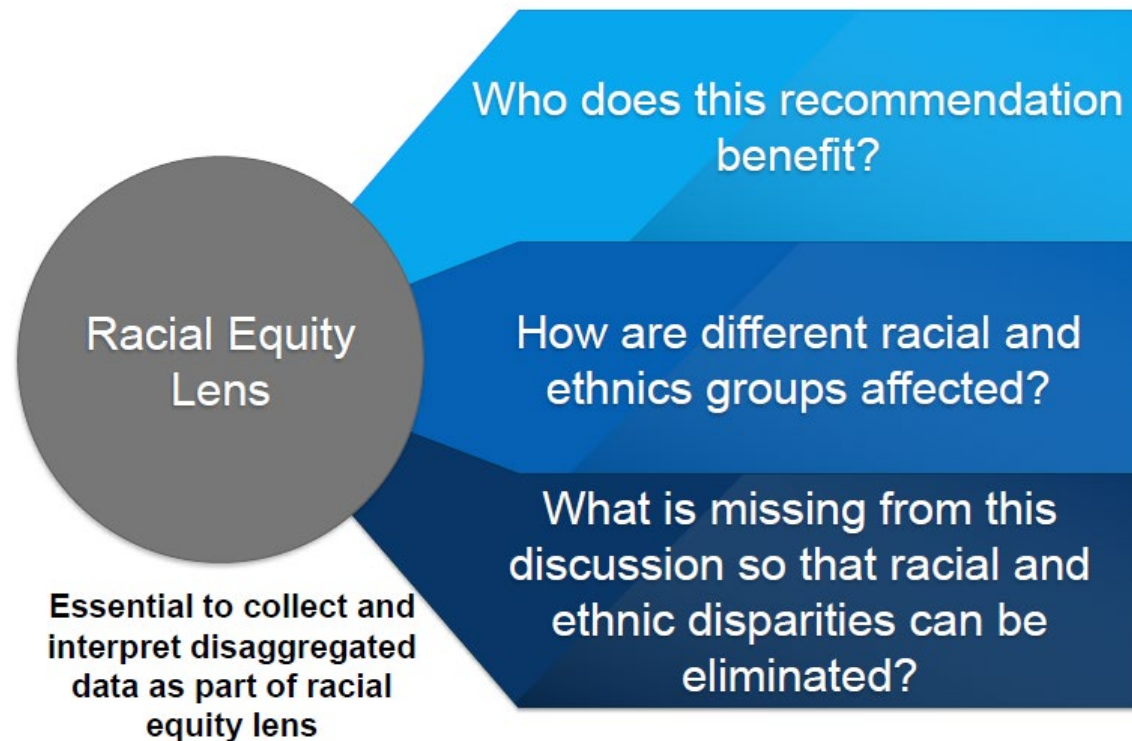 Who does this recommendation
benefit?
Racial Equity
Lens
How are different racial and
ethnics groups affected?
What is missing from this
discussion so that racial and
ethnic disparities can be
eliminated?
Essential to collect and
interpret disaggregated
data as part of racial
equity lens